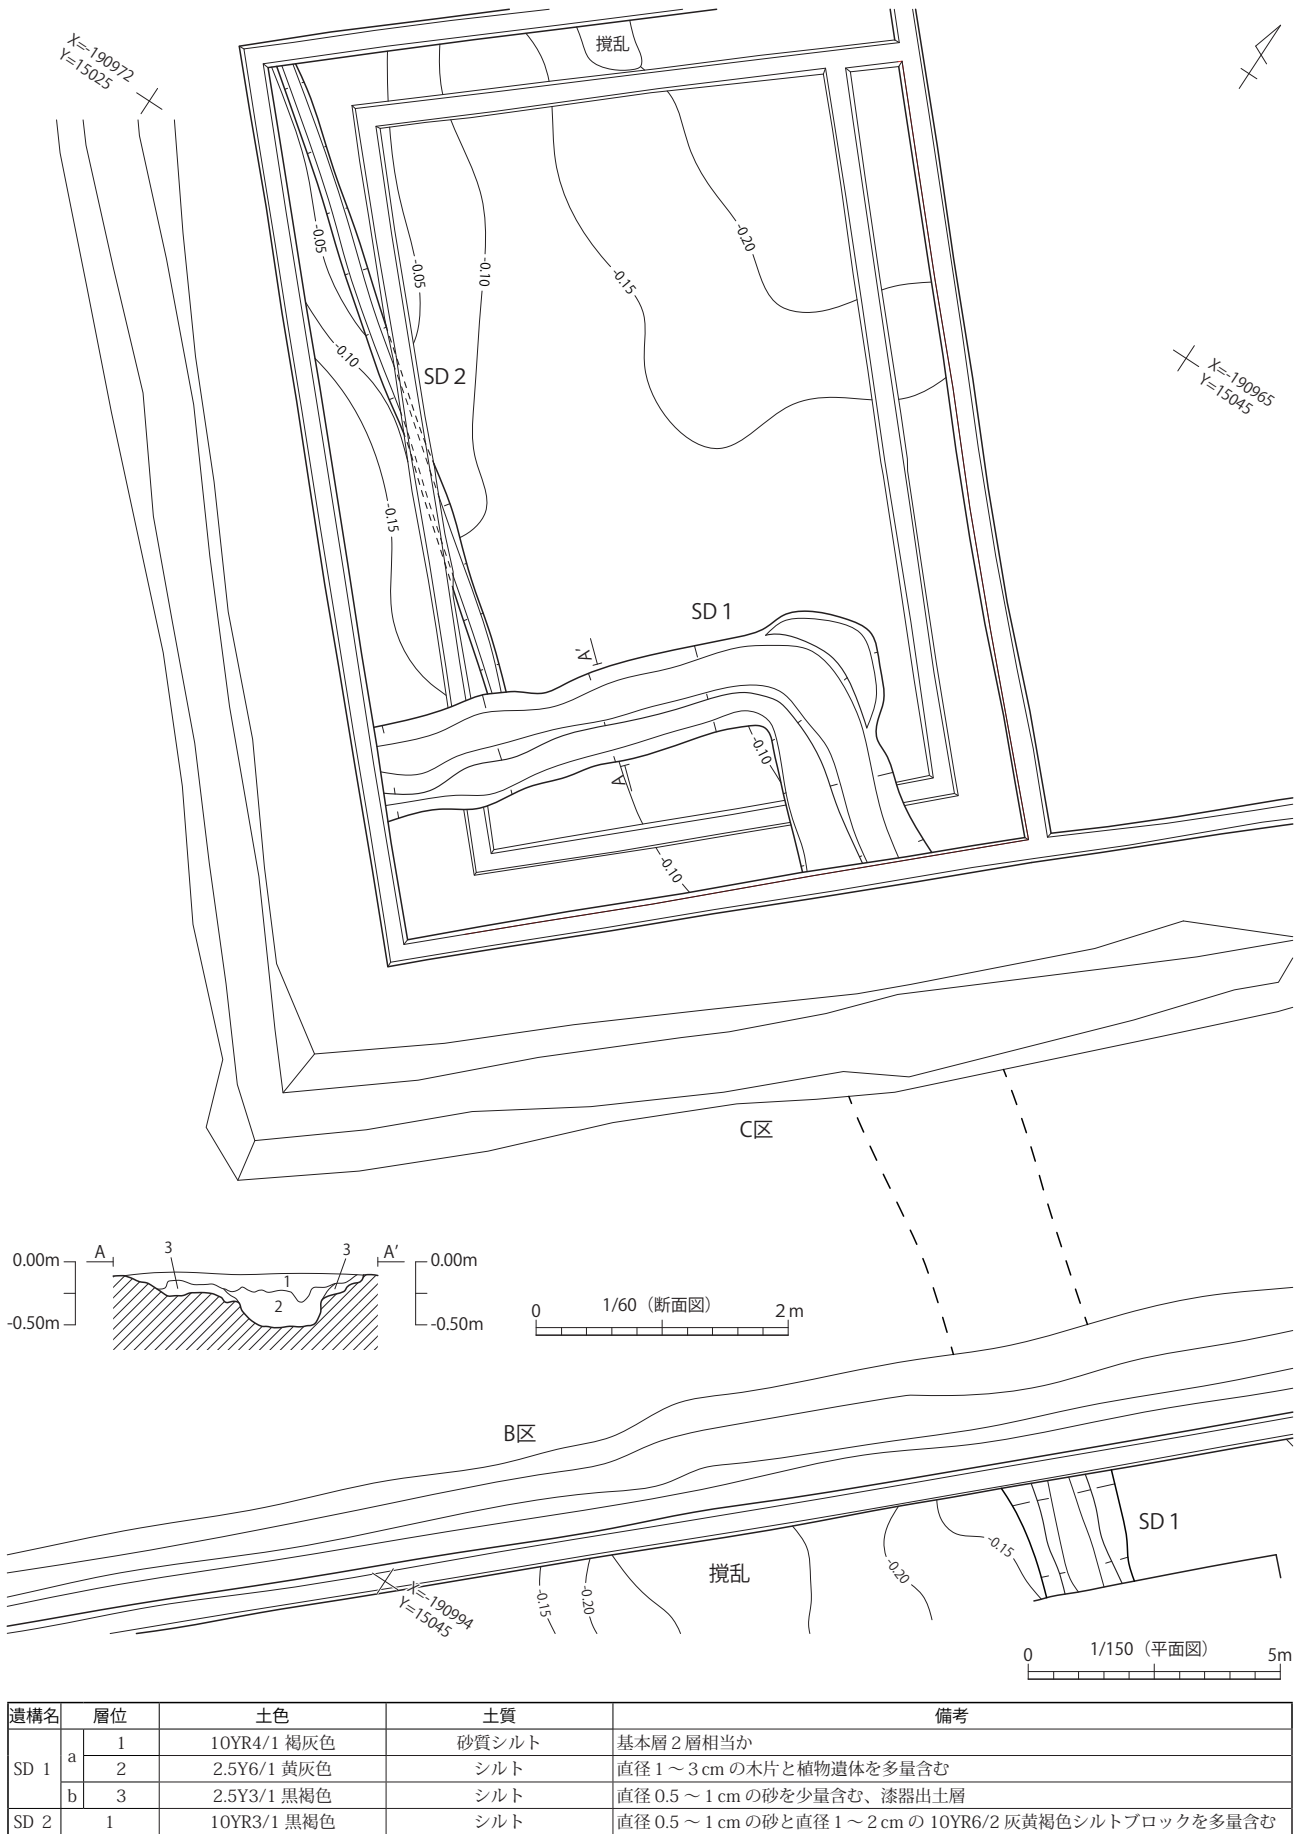 X=-190972
Y=15025
撹乱
-0.05
-0.05
-0.10
-0.15
-0.20
-0.10
SD 2
X=-190965
Y=15045
-0.15
SD 1
A'
A
-0.10
-0.10
C区
0.00m
A
3
3
A'
0.00m
1
2
-0.50m
-0.50m
0
1/60（断面図）
2 m
B区
X=-190994
Y=15045
-0.15
-0.20
撹乱
-0.20
-0.15
SD 1
0
1/150（平面図）
5m
遺構名 層位 土色 土質 備考
SD 1 a 1 10YR4/1 褐灰色 砂質シルト 基本層２層相当か
2 2.5Y6/1 黄灰色 シルト 直径 1 ～ 3 cm の木片と植物遺体を多量含む
b 3 2.5Y3/1 黒褐色 シルト 直径 0.5 ～ 1 cm の砂を少量含む、漆器出土層
SD 2 1 10YR3/1 黒褐色 シルト 直径 0.5 ～ 1 cm の砂と直径 1 ～ 2 cm の 10YR6/2 灰黄褐色シルトブロックを多量含む